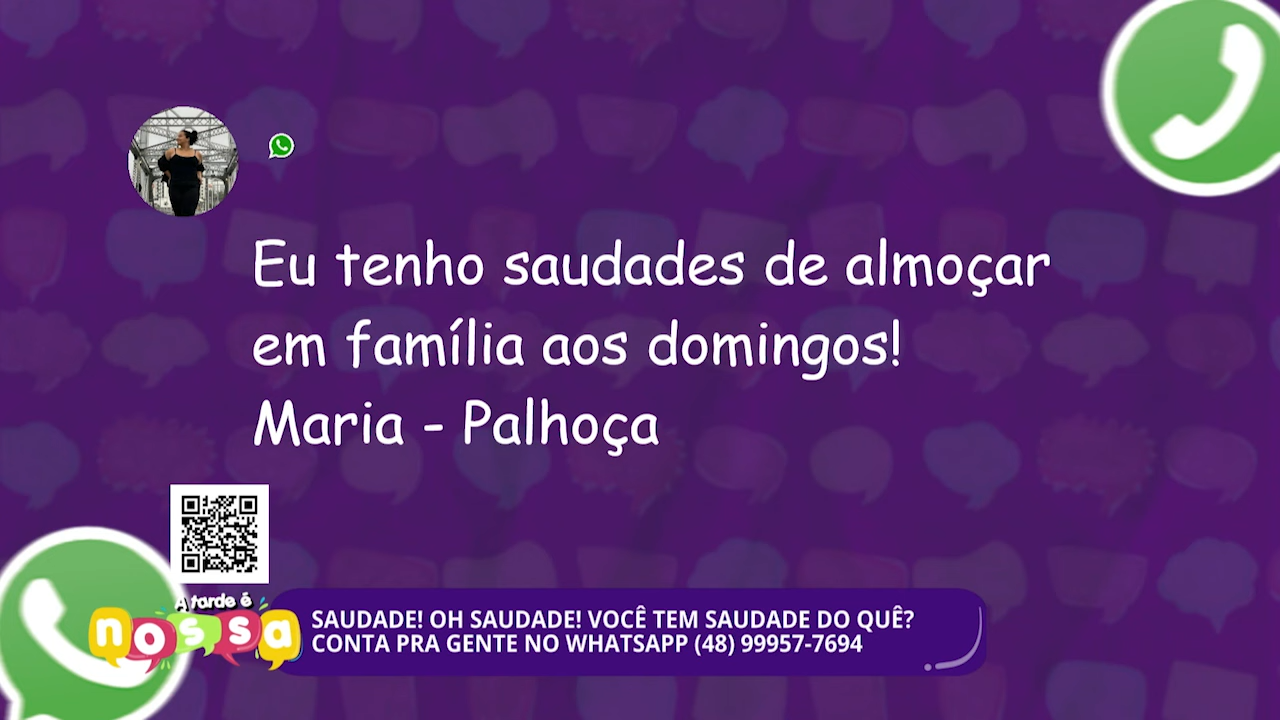 Eu tenho saudades de almoçar
em família aos domingos!
Maria - Palhoça
A tarde é
nossa
SAUDADE! OH SAUDADE! VOCÊ TEM SAUDADE DO QUÊ?
CONTA PRA GENTE NO WHATSAPP (48) 99957-7694